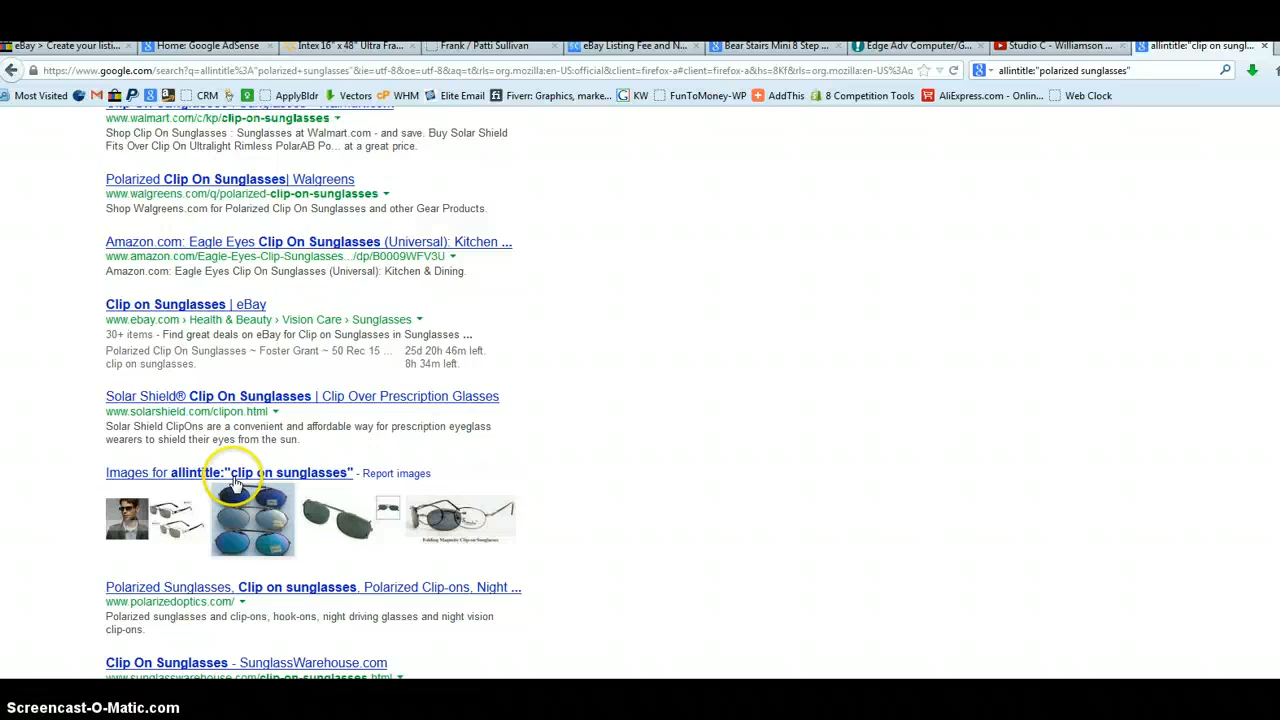 eBay > Create your listi...
Home: Google AdSense
Intex 16" x 48" Ultra Fra...
Frank / Patti Sullivan
eBay Listing Fee and N...
Bear Stairs Mini 8 Step ...
Edge Adv Computer/G...
Studio C - Williamson ...
allintitle:"clip on sungl...
https://www.google.com/search?q=allintitle%3A"polarized+sunglasses"&ie=utf-8&oe=utf-8&aq=t&rls=org.mozilla:en-US:official&client=firefox-a#client=firefox-a&hs=8Kf&rls=org.mozilla:en-US%3Ao
allintitle:"polarized sunglasses"
Most Visited
CRM
ApplyBldr
Vectors
WHM
Elite Email
Fiverr: Graphics, marke...
KW
FunToMoney-WP
AddThis
8 Competition Tools
AliExpress.com - Onlin...
Web Clock
www.walmart.com/c/kp/clip-on-sunglasses
Shop Clip On Sunglasses : Sunglasses at Walmart.com - and save. Buy Solar Shield
Fits Over Clip On Ultralight Rimless PolarAB Po... at a great price.
Polarized Clip On Sunglasses| Walgreens
www.walgreens.com/q/polarized-clip-on-sunglasses
Shop Walgreens.com for Polarized Clip On Sunglasses and other Gear Products.
Amazon.com: Eagle Eyes Clip On Sunglasses (Universal): Kitchen ...
www.amazon.com/Eagle-Eyes-Clip-Sunglasses.../dp/B0009WFV3U
Amazon.com: Eagle Eyes Clip On Sunglasses (Universal): Kitchen & Dining.
Clip on Sunglasses | eBay
www.ebay.com › Health & Beauty › Vision Care › Sunglasses
30+ items - Find great deals on eBay for Clip on Sunglasses in Sunglasses ...
Polarized Clip On Sunglasses ~ Foster Grant ~ 50 Rec 15 ... 25d 20h 46m left.
clip on sunglasses. 8h 34m left.
Solar Shield® Clip On Sunglasses | Clip Over Prescription Glasses
www.solarshield.com/clipon.html
Solar Shield ClipOns are a convenient and affordable way for prescription eyeglass
wearers to shield their eyes from the sun.
Images for allintitle:"clip on sunglasses" - Report images
Folding Magnetic Clip-on Sunglasses
Polarized Sunglasses, Clip on sunglasses, Polarized Clip-ons, Night ...
www.polarizedoptics.com/
Polarized sunglasses and clip-ons, hook-ons, night driving glasses and night vision
clip-ons.
Clip On Sunglasses - SunglassWarehouse.com
www.sunglasswarehouse.com/clip-on-sunglasses.html
Screencast-O-Matic.com